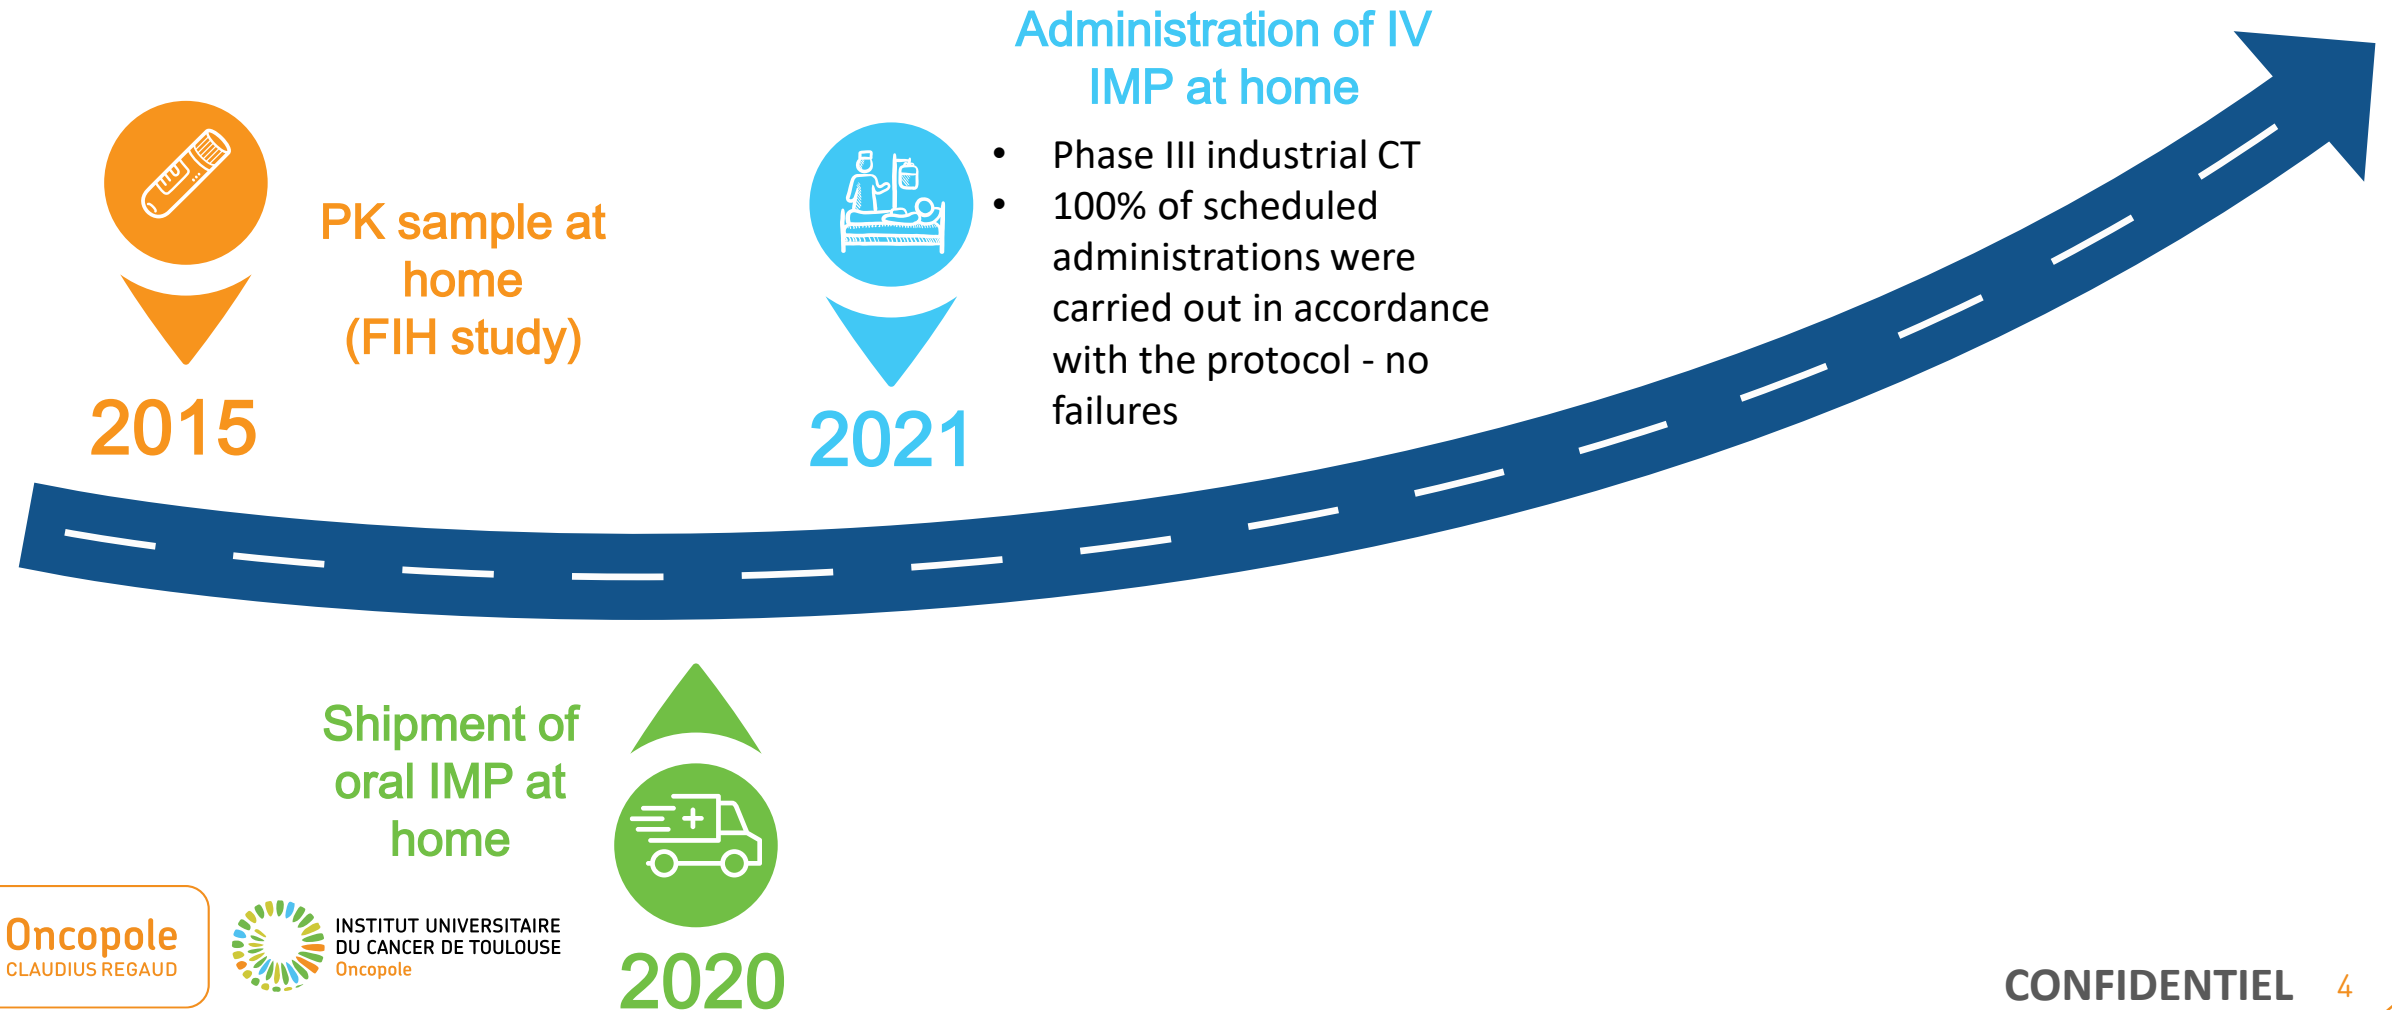 PK sample at
home
(FIH study)
2015
Administration of IV
IMP at home
• Phase III industrial CT
• 100% of scheduled
administrations were
carried out in accordance
with the protocol - no
failures
2021
Shipment of
oral IMP at
home
2020
Oncopole
CLAUDIUS REGAUD
INSTITUT UNIVERSITAIRE
DU CANCER DE TOULOUSE
Oncopole
CONFIDENTIEL 4